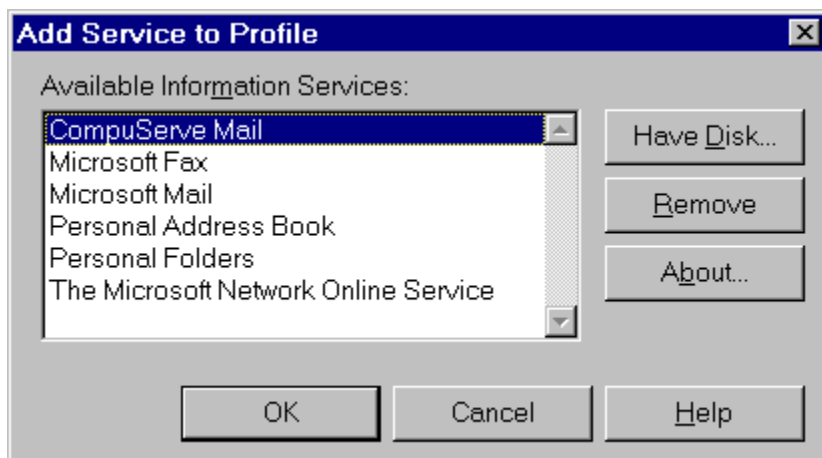 Add Service to Profile
Available Information Services:
CompuServe Mail
Microsoft Fax
Microsoft Mail
Personal Address Book
Personal Folders
The Microsoft Network Online Service
Have Disk...
Remove
About...
OK
Cancel
Help